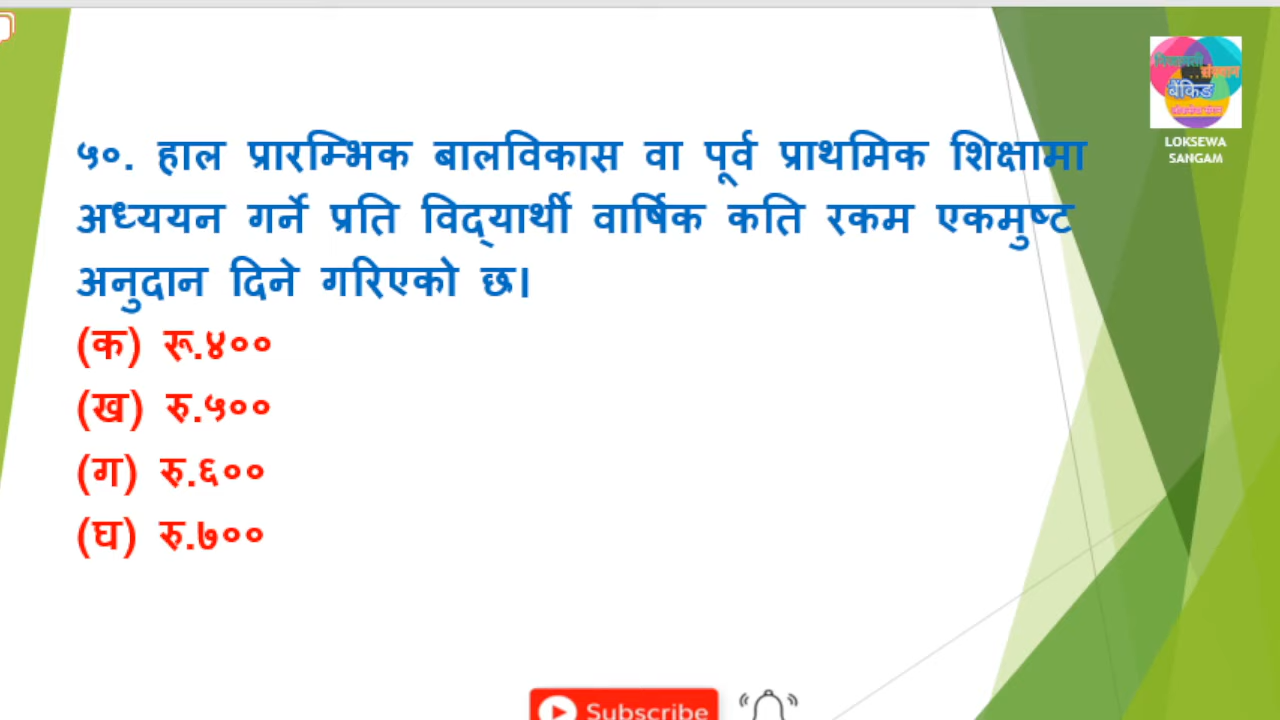 ५०. हाल प्रारम्भिक बालविकास वा पूर्व प्राथमिक शिक्षामा
अध्ययन गर्ने प्रति विद्यार्थी वार्षिक कति रकम एकमुष्ट
अनुदान दिने गरिएको छ।
(क) रू.४००
(ख) रु.५००
(ग) रु.६००
(घ) रु.७००
बैंकिङ
LOKSEWA
SANGAM
Subscribe